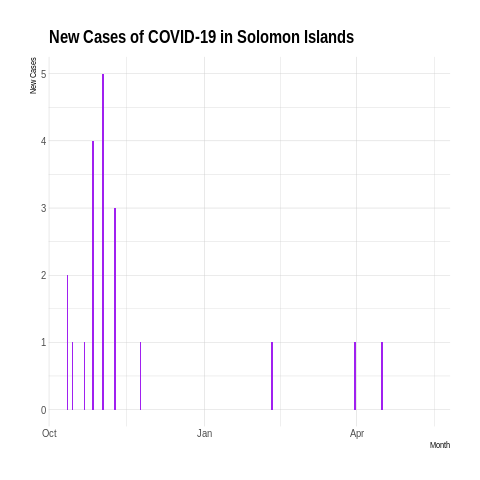 New Cases of COVID-19 in Solomon Islands
New Cases
5
4
3
2
1
0
Oct
Jan
Apr
Month